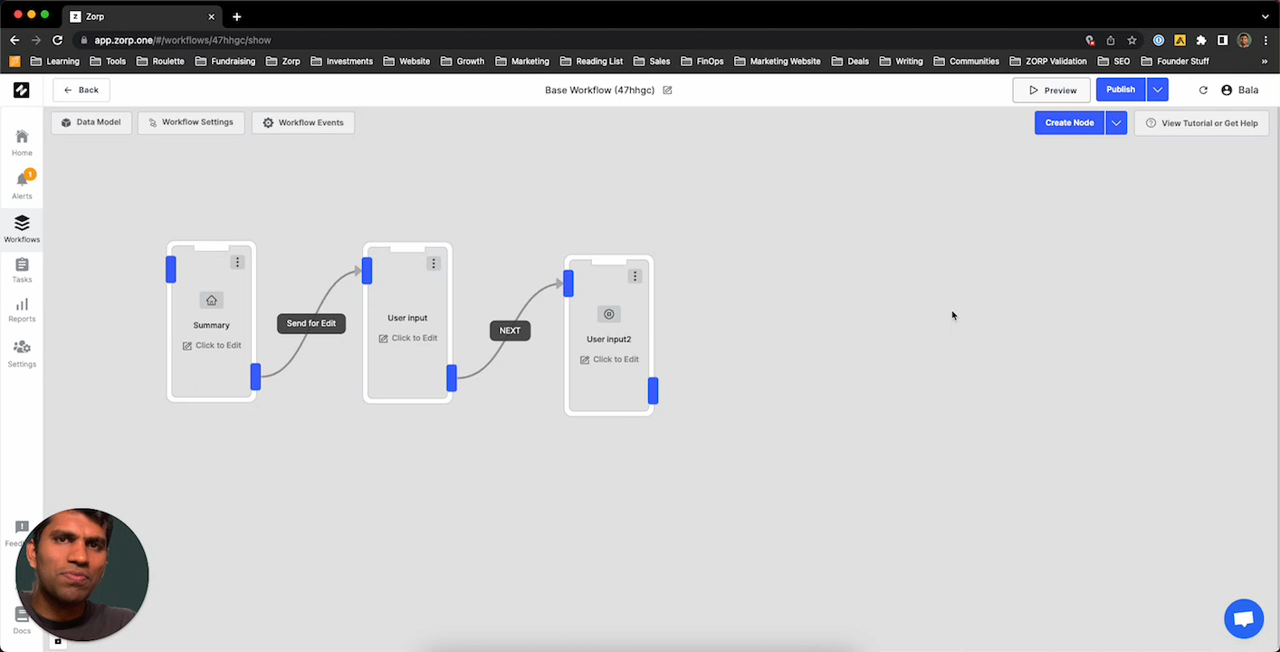 Zorp
app.zorp.one/#/workflows/47hhgc/show
Learning Tools Roulette Fundraising Zorp Investments Website Growth Marketing Reading List Sales FinOps Marketing Website Deals Writing Communities ZORP Validation SEO Founder Stuff »
Back Base Workflow (47hhgc) Preview Publish Bala
Data Model Workflow Settings Workflow Events Create Node View Tutorial or Get Help
Home
1
Alerts
Workflows
Tasks
Reports
Settings
Summary
Click to Edit
Send for Edit
User input
Click to Edit
NEXT
User input2
Click to Edit
Docs